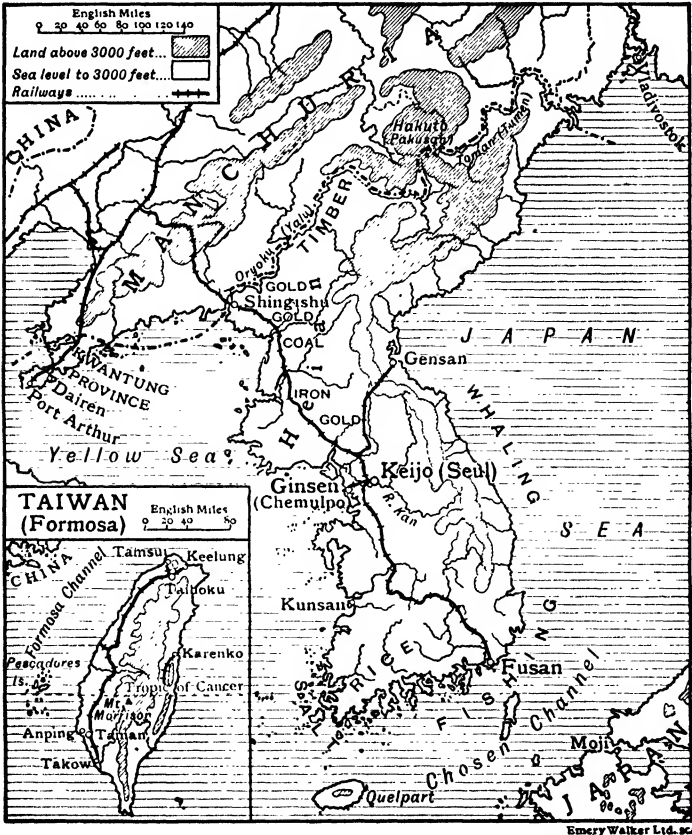 English Miles
0 20 40 60 80 100 120 140
Land above 3000 feet...
Sea level to 3000 feet....
Railways
CHINA
MANCHURIA
Vladivostok
Hakuto
Pakusan
Toman (Tumen)
TIMBER
Oryoku (Yalu)
GOLD
Shingishu
GOLD
COAL
KWANTUNG
PROVINCE
Dairen
Port Arthur
Yellow Sea
IRON
GOLD
Heian
Gensan
JAPAN
SEA
WHALING
Keijo (Seul)
Ginsen
(Chemulpo)
R. Kan
Kunsan
RICE
SALT
Fusan
FISHING
Chosen Channel
Quelpart
Moji
JAPAN
TAIWAN
(Formosa)
English Miles
0 20 40 80
CHINA
Formosa Channel
Tamsui
Keelung
Taihoku
Pescadores
Is.
Karenko
Tropic of Cancer
Mt.
Morrison
Anping
Tainan
Takow
Emery Walker Ltd. sc.